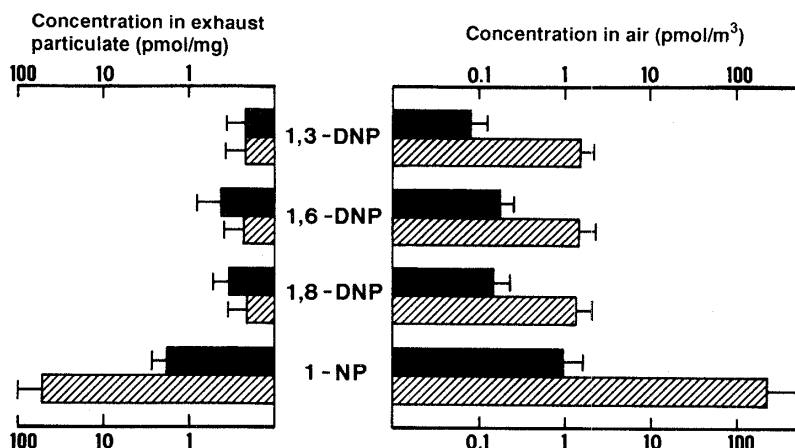 Concentration in exhaust
particulate (pmol/mg)
Concentration in air (pmol/m³)
100 10 1
0.1 1 10 100
1,3-DNP
1,6-DNP
1,8-DNP
1-NP
100 10 1
0.1 1 10 100